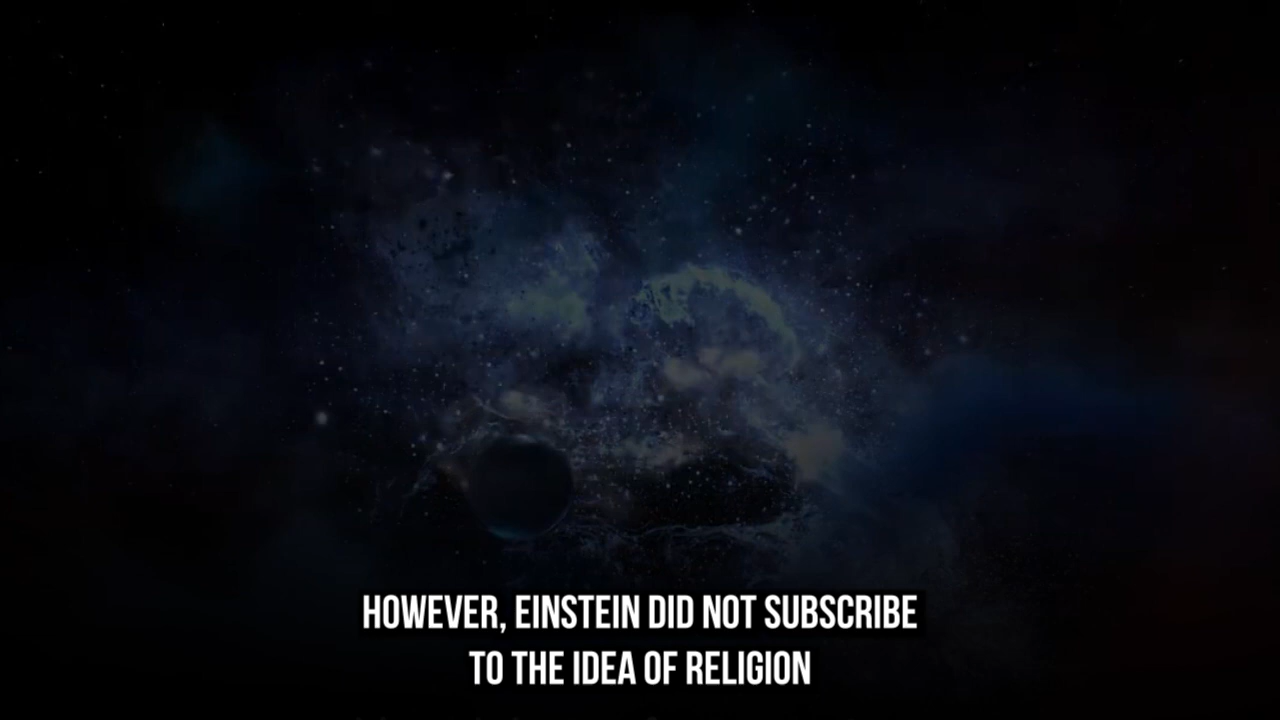 HOWEVER, EINSTEIN DID NOT SUBSCRIBE
TO THE IDEA OF RELIGION